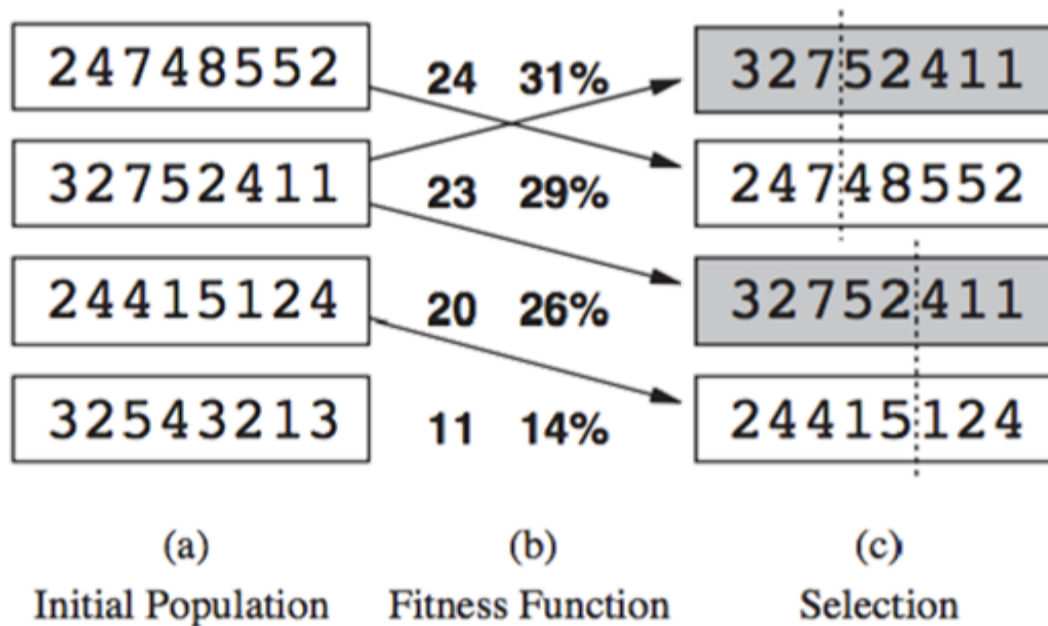 24748552 24 31% 32752411
32752411 23 29% 24748552
24415124 20 26% 32752411
32543213 11 14% 24415124
(a) (b) (c)
Initial Population Fitness Function Selection